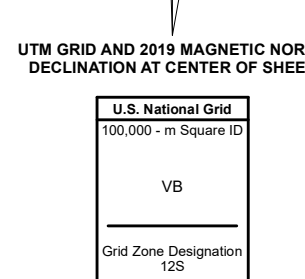 UTM GRID AND 2019 MAGNETIC NOR
DECLINATION AT CENTER OF SHEE
U.S. National Grid
100,000 - m Square ID
VB
Grid Zone Designation
12S